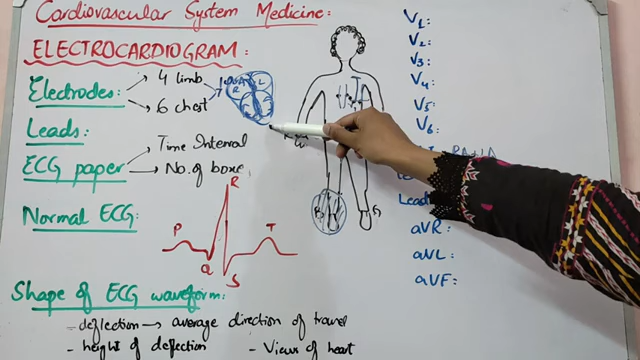 Cardiovascular System Medicine:
ELECTROCARDIOGRAM:
Electrodes
4 limb
6 chest
R L
Leads
ECG paper
Time Interval
No. of boxes
Normal ECG:
P Q R S T
Shape of ECG waveform:
- deflection → average direction of travel
- height of deflection - Views of heart
V1:
V2:
V3:
V4:
V5:
V6:
Lead
aVR:
aVL:
aVF: